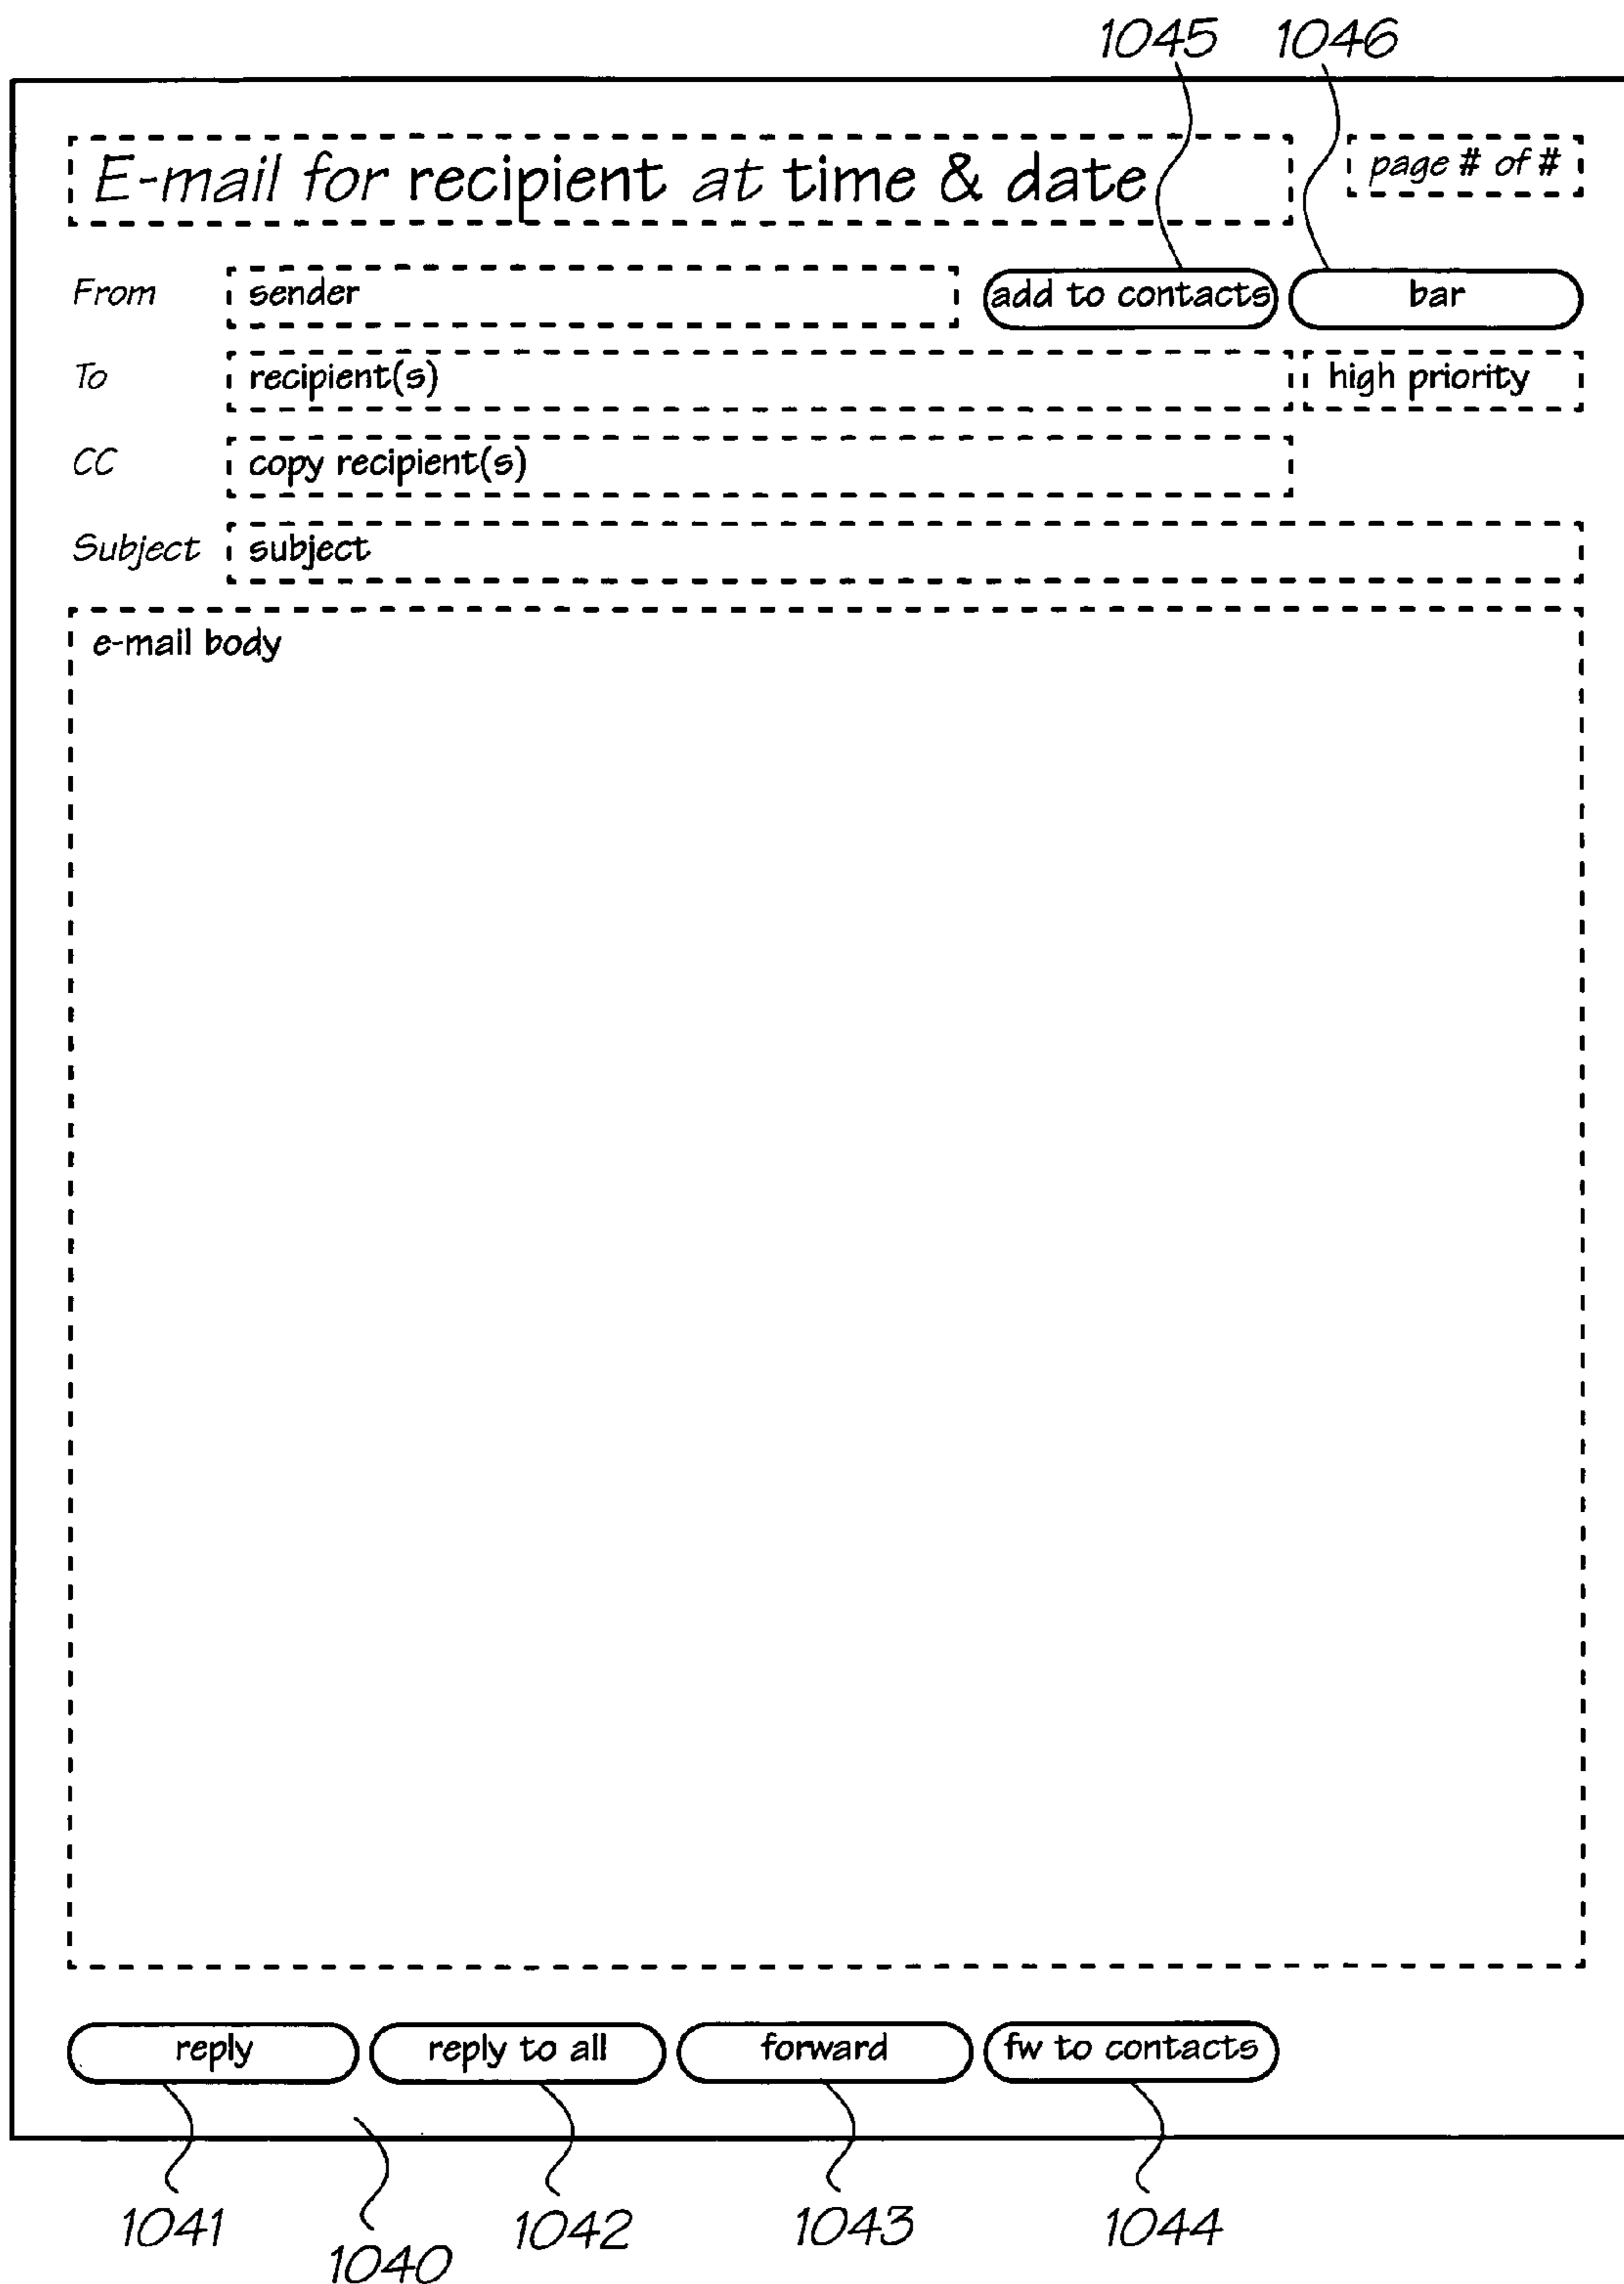 1045 1046
E-mail for recipient at time & date page # of #
From sender add to contacts bar
To recipient(s) high priority
CC copy recipient(s)
Subject subject
e-mail body
reply reply to all forward fw to contacts
1041 1042 1043 1044
1040